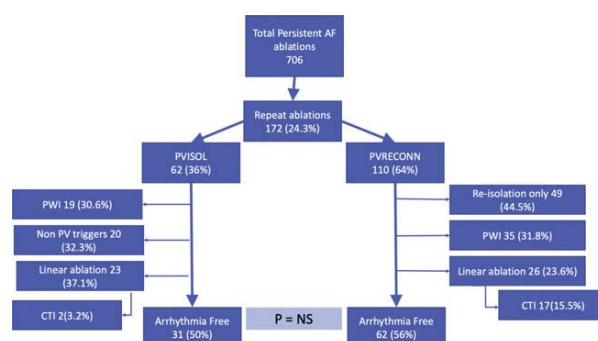 Total Persistent AF
ablations
706
Repeat ablations
172 (24.3%)
PVISOL
62 (36%)
PVRECONN
110 (64%)
PWI 19 (30.6%)
Non PV triggers 20
(32.3%)
Linear ablation 23
(37.1%)
CTI 2(3.2%)
Re-isolation only 49
(44.5%)
PWI 35 (31.8%)
Linear ablation 26 (23.6%)
CTI 17(15.5%)
Arrhythmia Free
31 (50%)
P = NS
Arrhythmia Free
62 (56%)